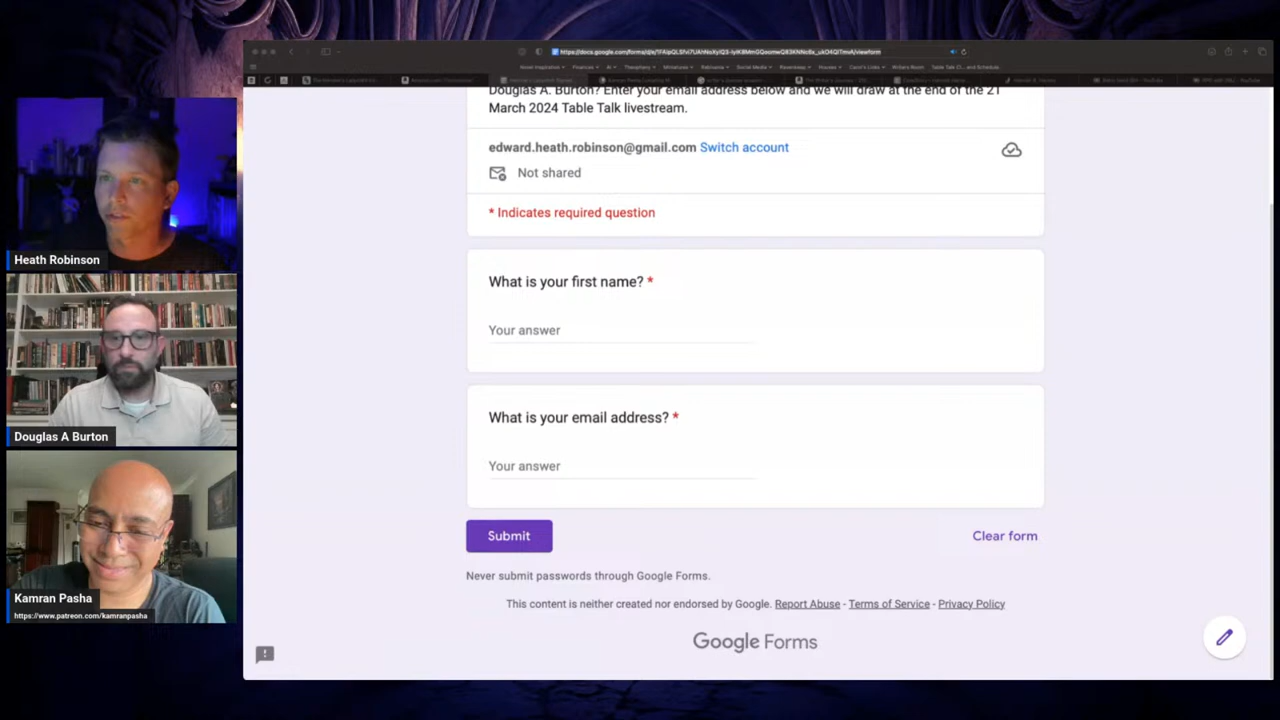 Heath Robinson
Douglas A Burton
Kamran Pasha
https://www.patreon.com/kamranpasha
Douglas A. Burton? Enter your email address below and we will draw at the end of the 21
March 2024 Table Talk livestream.
edward.heath.robinson@gmail.com Switch account
Not shared
* Indicates required question
What is your first name? *
Your answer
What is your email address? *
Your answer
Submit
Clear form
Never submit passwords through Google Forms.
This content is neither created nor endorsed by Google. Report Abuse - Terms of Service - Privacy Policy
Google Forms